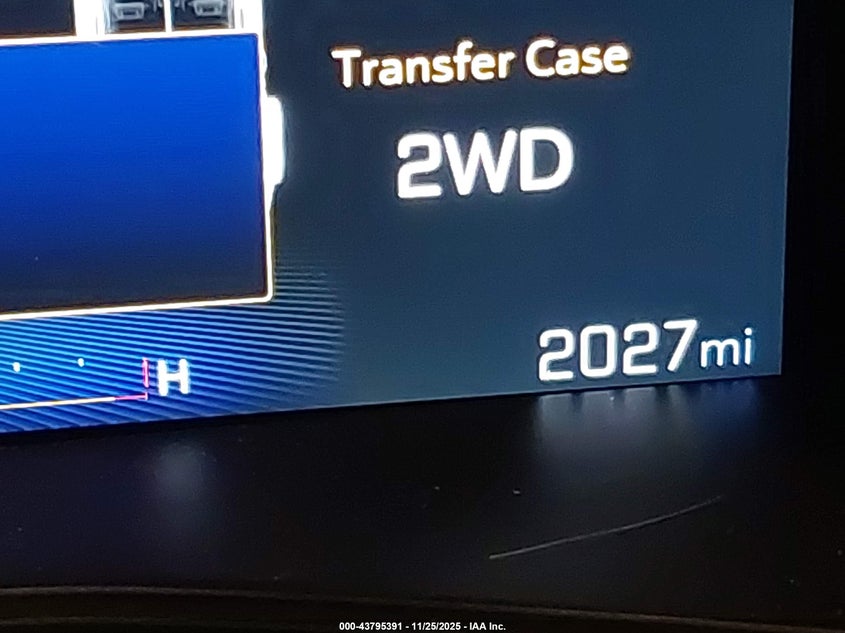 Transfer Case
2WD
2027mi
H
000-43795391 - 11/25/2025 - IAA Inc.